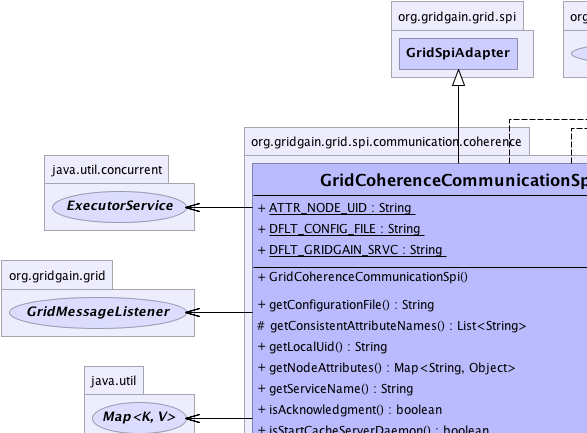 org.gridgain.grid.spi
GridSpiAdapter
org.gridgain.grid.spi.communication.coherence
GridCoherenceCommunicationSpi
+ ATTR_NODE_UID : String
+ DFLT_CONFIG_FILE : String
+ DFLT_GRIDGAIN_SRVC : String
+ GridCoherenceCommunicationSpi()
+ getConfigurationFile() : String
# getConsistentAttributeNames() : List<String>
+ getLocalUid() : String
+ getNodeAttributes() : Map<String, Object>
+ getServiceName() : String
+ isAcknowledgment() : boolean
+ isStartCacheServerDaemon() : boolean
java.util.concurrent
ExecutorService
org.gridgain.grid
GridMessageListener
java.util
Map<K, V>